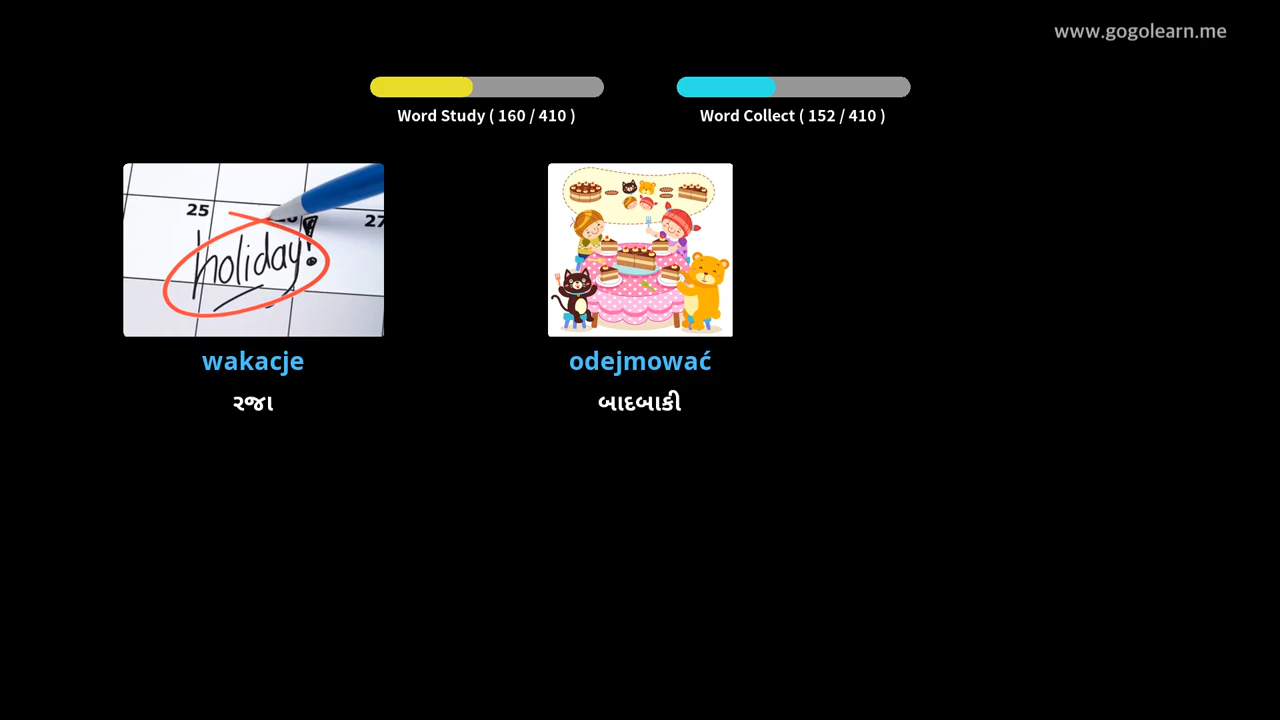 www.gogolearn.me
Word Study ( 160 / 410 )
Word Collect ( 152 / 410 )
25
27
holiday!
wakacje
રજા
odejmować
બાદબાકી